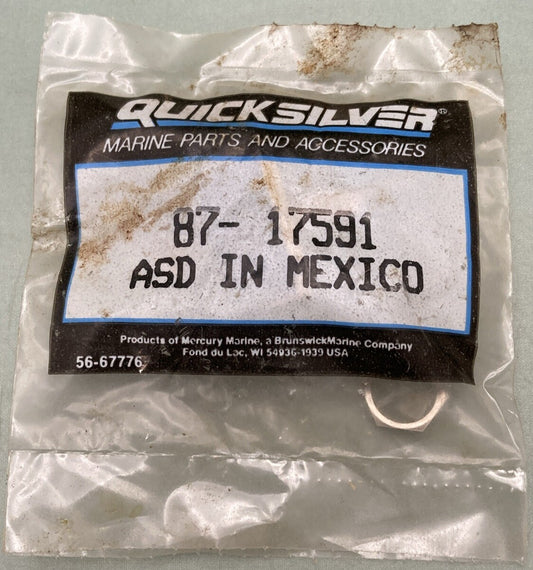 QUICKSILVER®
MARINE PARTS AND ACCESSORIES
87- 17591
ASD IN MEXICO
Products of Mercury Marine, a BrunswickMarine Company
Fond du Lac, WI 54936-1939 USA
56-67776